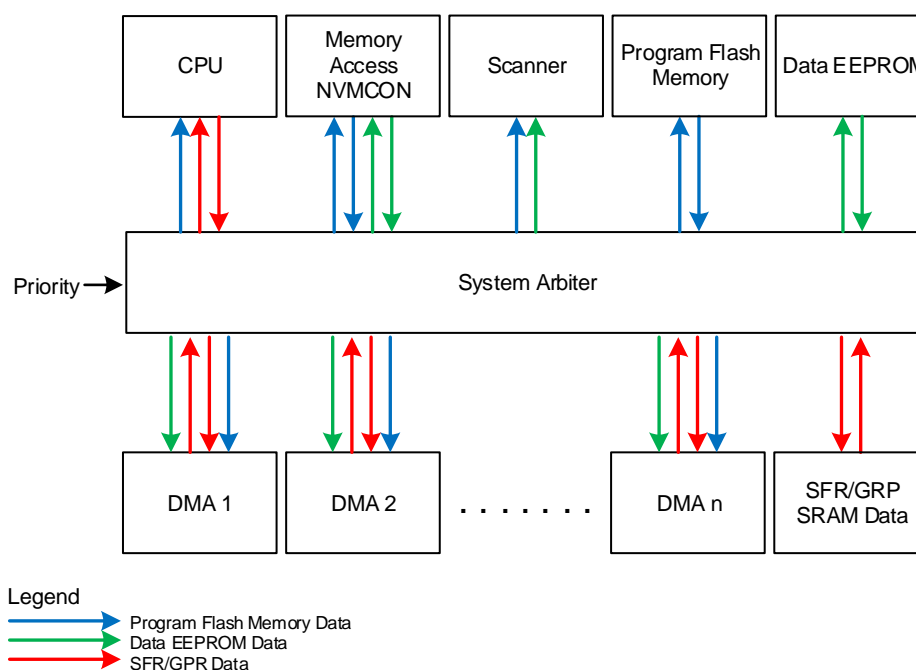 CPU
Memory
Access
NVMCON
Scanner
Program Flash
Memory
Data EEPROM
Priority
System Arbiter
DMA 1
DMA 2
. . . . . . .
DMA n
SFR/GRP
SRAM Data
Legend
Program Flash Memory Data
Data EEPROM Data
SFR/GPR Data